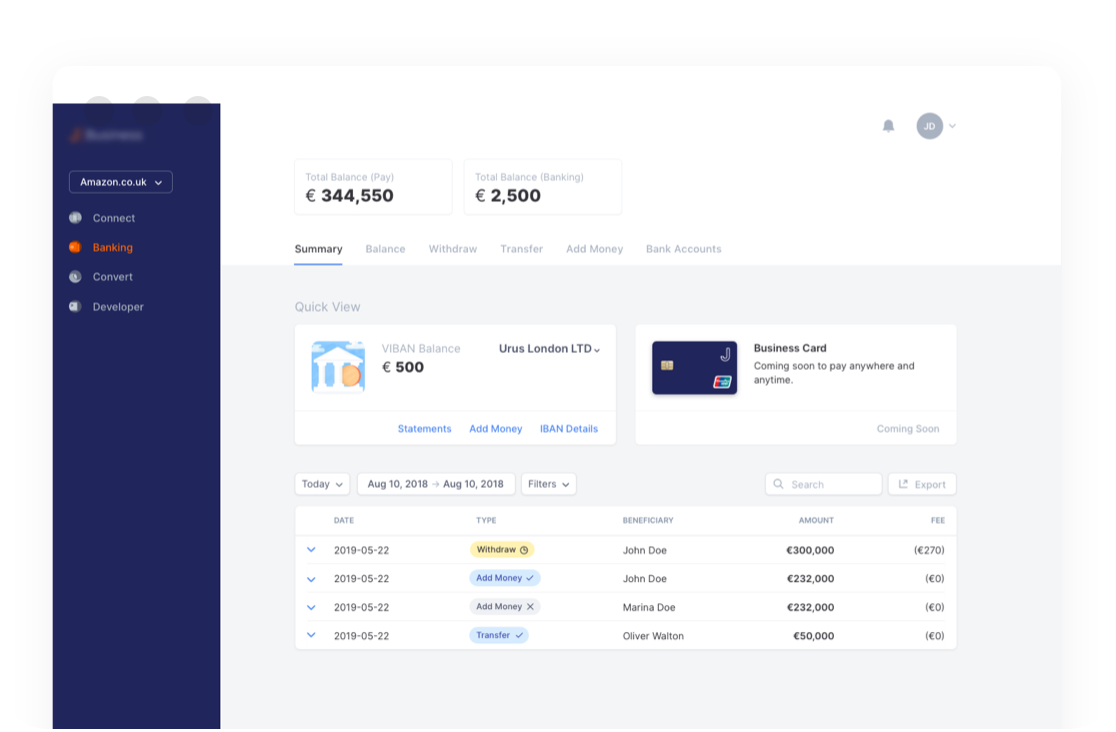 Business
JD
Amazon.co.uk
Connect
Banking
Convert
Developer
Total Balance (Pay)
€ 344,550
Total Balance (Banking)
€ 2,500
Summary Balance Withdraw Transfer Add Money Bank Accounts
Quick View
VIBAN Balance
€ 500
Urus London LTD
Statements Add Money IBAN Details
J
Business Card
Coming soon to pay anywhere and
anytime.
Coming Soon
Today Aug 10, 2018 → Aug 10, 2018 Filters Search Export
DATE TYPE BENEFICIARY AMOUNT FEE
2019-05-22 Withdraw John Doe €300,000 (€270)
2019-05-22 Add Money John Doe €232,000 (€0)
2019-05-22 Add Money Marina Doe €232,000 (€0)
2019-05-22 Transfer Oliver Walton €50,000 (€0)